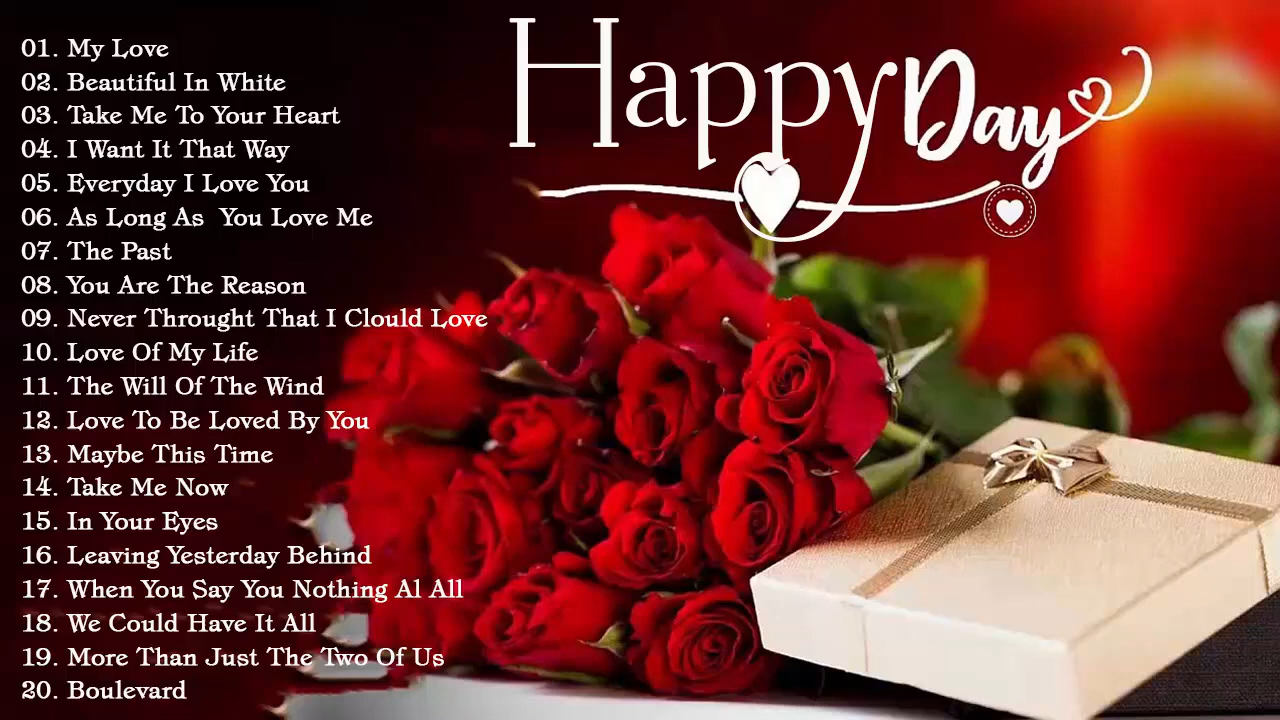 01. My Love
02. Beautiful In White
03. Take Me To Your Heart
04. I Want It That Way
05. Everyday I Love You
06. As Long As  You Love Me
07. The Past
08. You Are The Reason
09. Never Throught That I Clould Love
10. Love Of My Life
11. The Will Of The Wind
12. Love To Be Loved By You
13. Maybe This Time
14. Take Me Now
15. In Your Eyes
16. Leaving Yesterday Behind
17. When You Say You Nothing Al All
18. We Could Have It All
19. More Than Just The Two Of Us
20. Boulevard
Happy Day